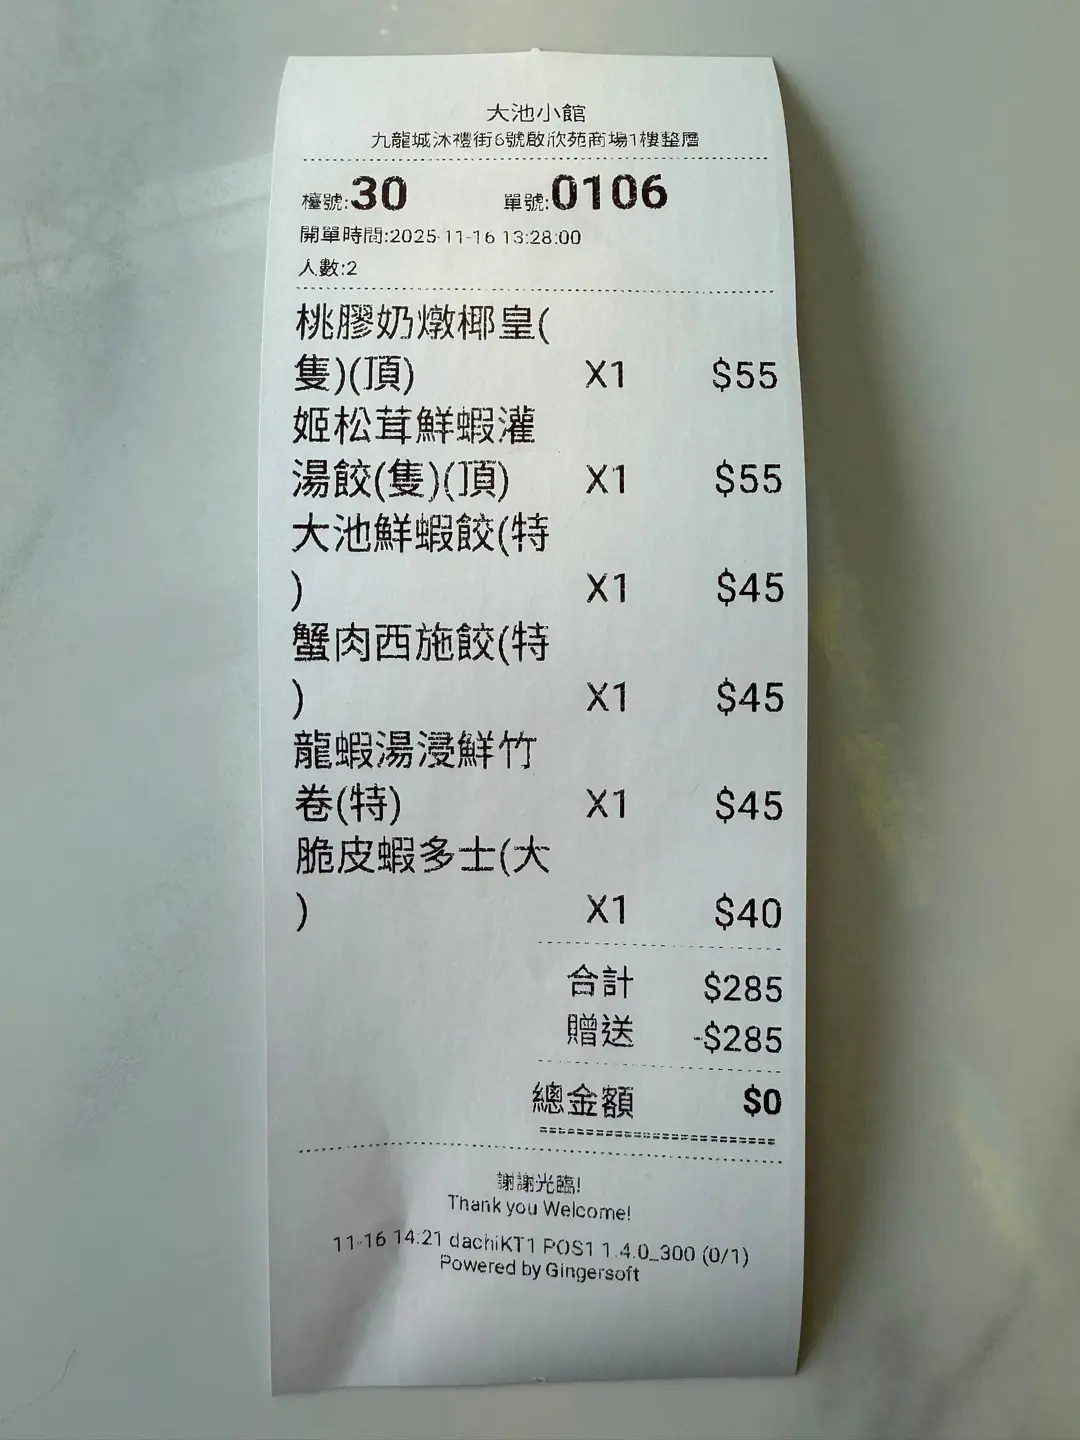 大池小館
九龍城沐禮街6號啟欣苑商場1樓整層
檯號:30 單號:0106
開單時間:2025-11-16 13:28:00
人數:2
桃膠奶燉椰皇(
隻)(頂) X1 $55
姬松茸鮮蝦灌
湯餃(隻)(頂) X1 $55
大池鮮蝦餃(特
) X1 $45
蟹肉西施餃(特
) X1 $45
龍蝦湯浸鮮竹
卷(特) X1 $45
脆皮蝦多士(大
) X1 $40
合計 $285
贈送 -$285
總金額 $0
謝謝光臨!
Thank you Welcome!
11-16 14:21 dachiKT1 POS1 1.4.0_300 (0/1)
Powered by Gingersoft